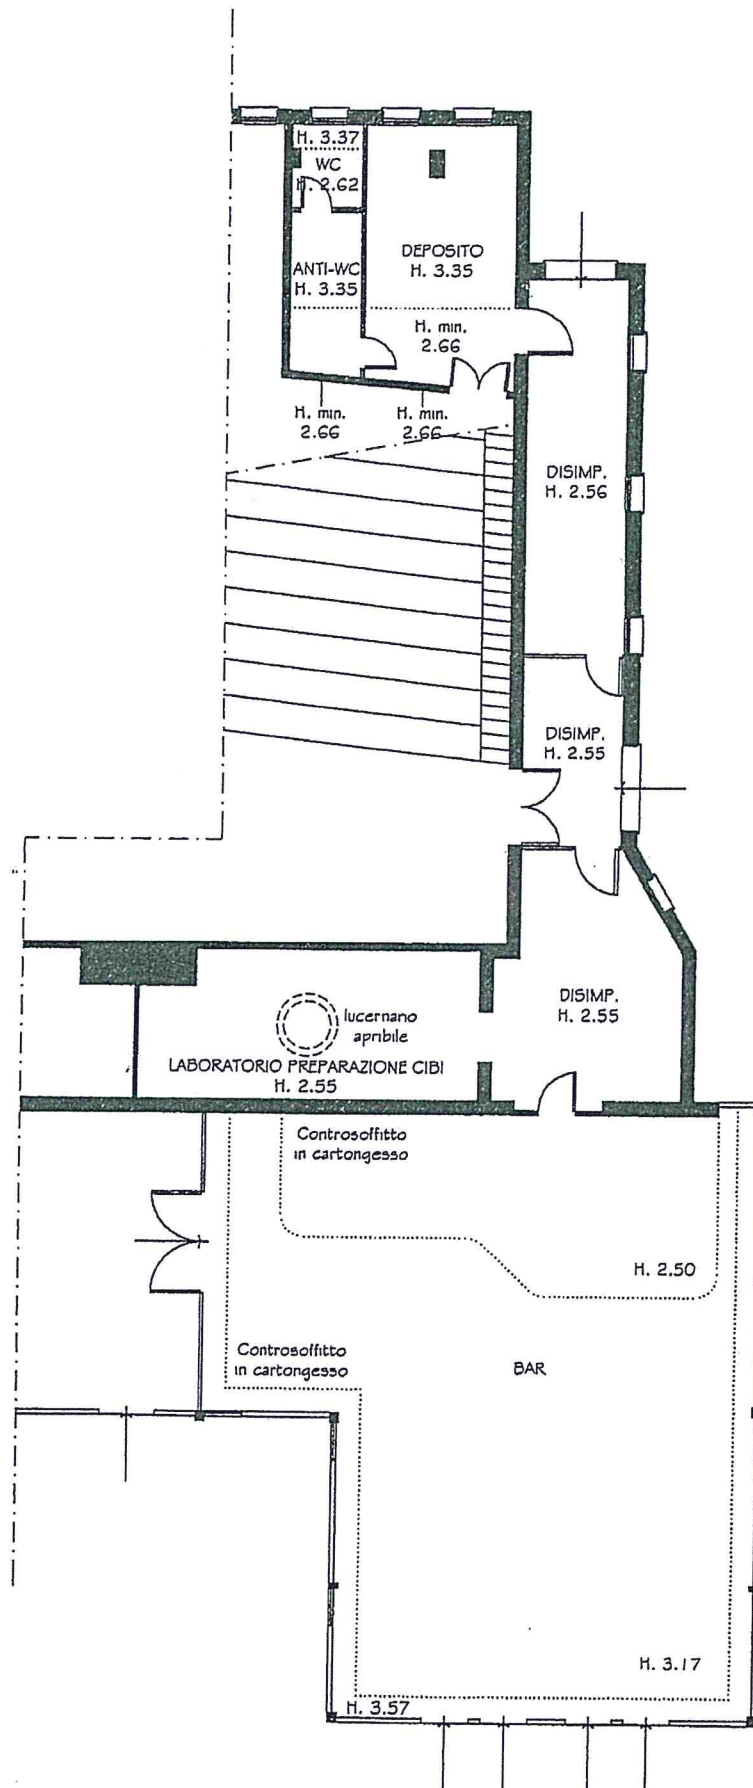 H. 3.37
WC
H. 2.62
DEPOSITO
H. 3.35
ANTI-WC
H. 3.35
H. min.
2.66
H. min.
2.66
H. min.
2.66
DISIMP.
H. 2.56
DISIMP.
H. 2.55
DISIMP.
H. 2.55
lucernario
apribile
LABORATORIO PREPARAZIONE CIBI
H. 2.55
Controsoffitto
in cartongesso
H. 2.50
Controsoffitto
in cartongesso
BAR
H. 3.17
H. 3.57